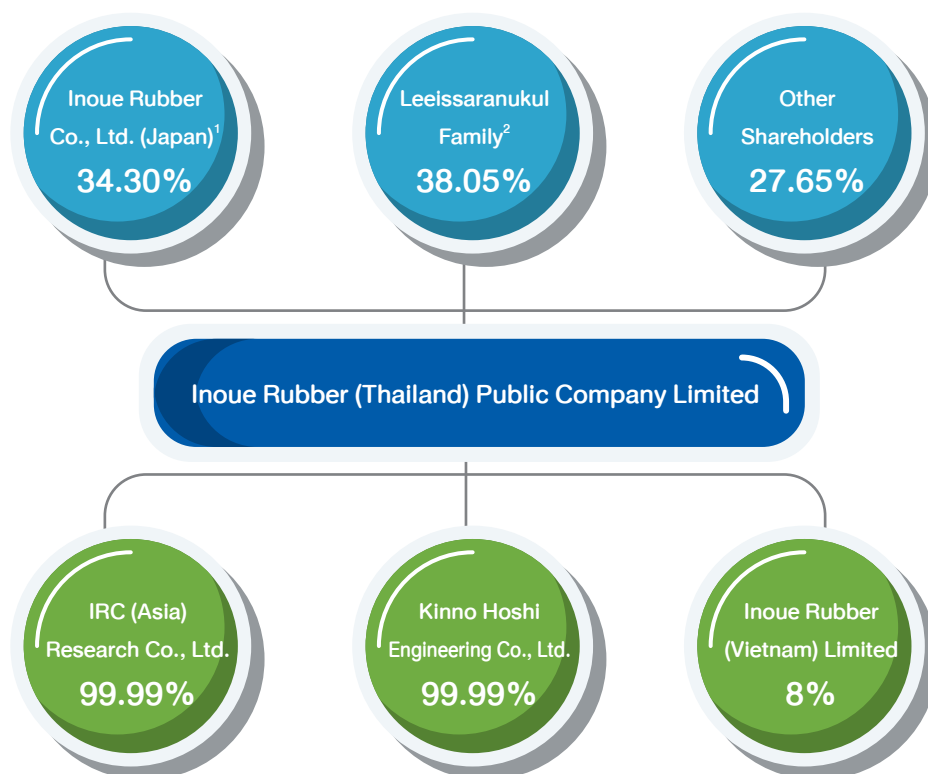 Inoue Rubber
Co., Ltd. (Japan)¹
34.30%
Leeissaranukul
Family²
38.05%
Other
Shareholders
27.65%
Inoue Rubber (Thailand) Public Company Limited
IRC (Asia)
Research Co., Ltd.
99.99%
Kinno Hoshi
Engineering Co., Ltd.
99.99%
Inoue Rubber
(Vietnam) Limited
8%